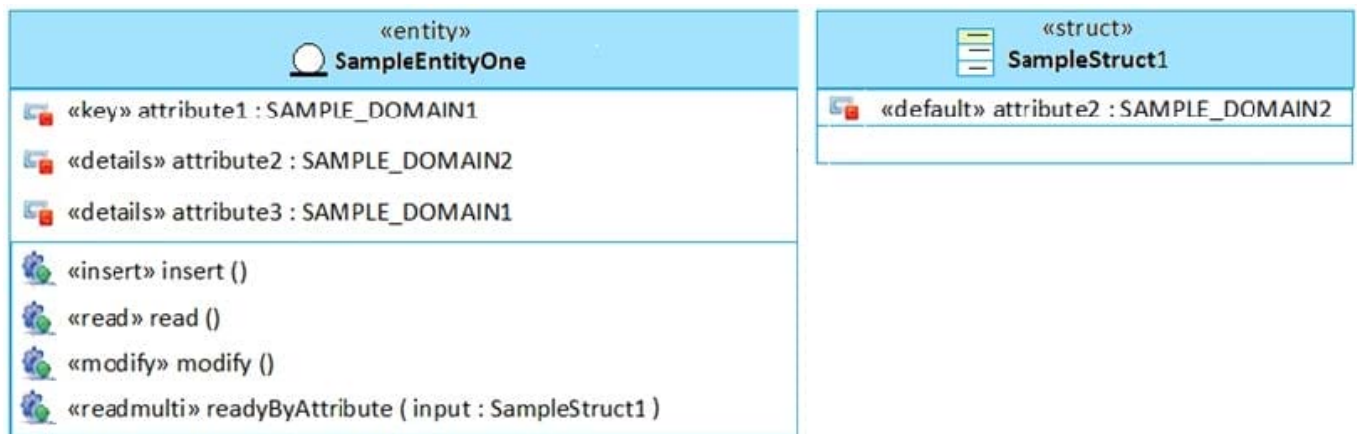 «entity»
SampleEntityOne
«key» attribute1 : SAMPLE_DOMAIN1
«details» attribute2 : SAMPLE_DOMAIN2
«details» attribute3 : SAMPLE_DOMAIN1
«insert» insert ()
«read» read ()
«modify» modify ()
«readmulti» readyByAttribute ( input : SampleStruct1 )
«struct»
SampleStruct1
«default» attribute2 : SAMPLE_DOMAIN2